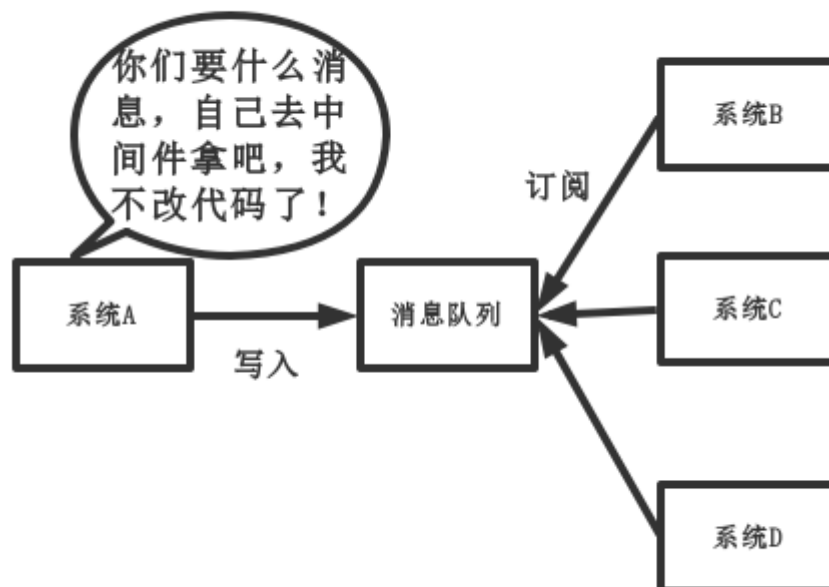 你们要什么消
息，自己去中
间件拿吧，我
不改代码了！
系统A
写入
消息队列
订阅
系统B
系统C
系统D